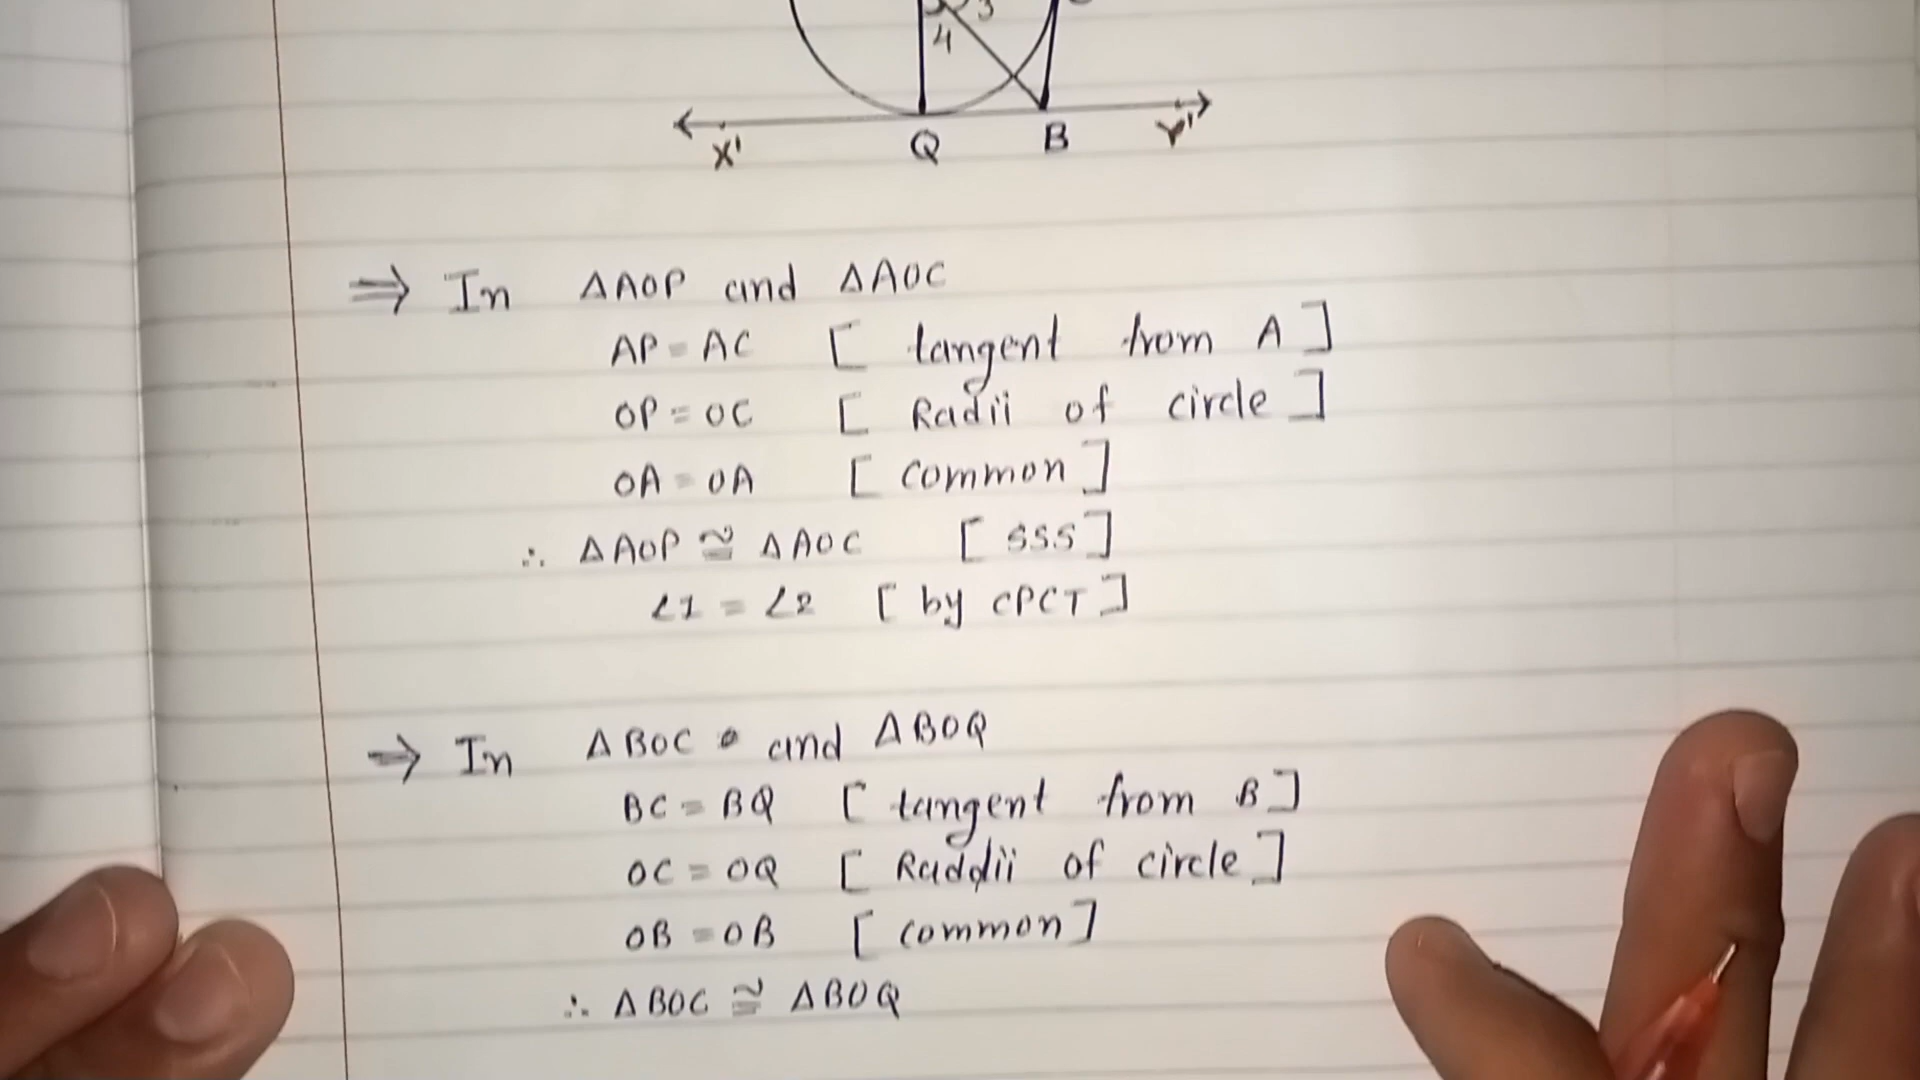 3
4
X' Q B Y'
⇒ In ΔAOP and ΔAOC
AP = AC [ tangent from A ]
OP = OC [ Radii of circle ]
OA = OA [ common ]
∴ ΔAOP ≅ ΔAOC [ SSS ]
∠1 = ∠2 [ by CPCT ]
⇒ In ΔBOC and ΔBOQ
BC = BQ [ tangent from B ]
OC = OQ [ Raddii of circle ]
OB = OB [ common ]
∴ ΔBOC ≅ ΔBOQ